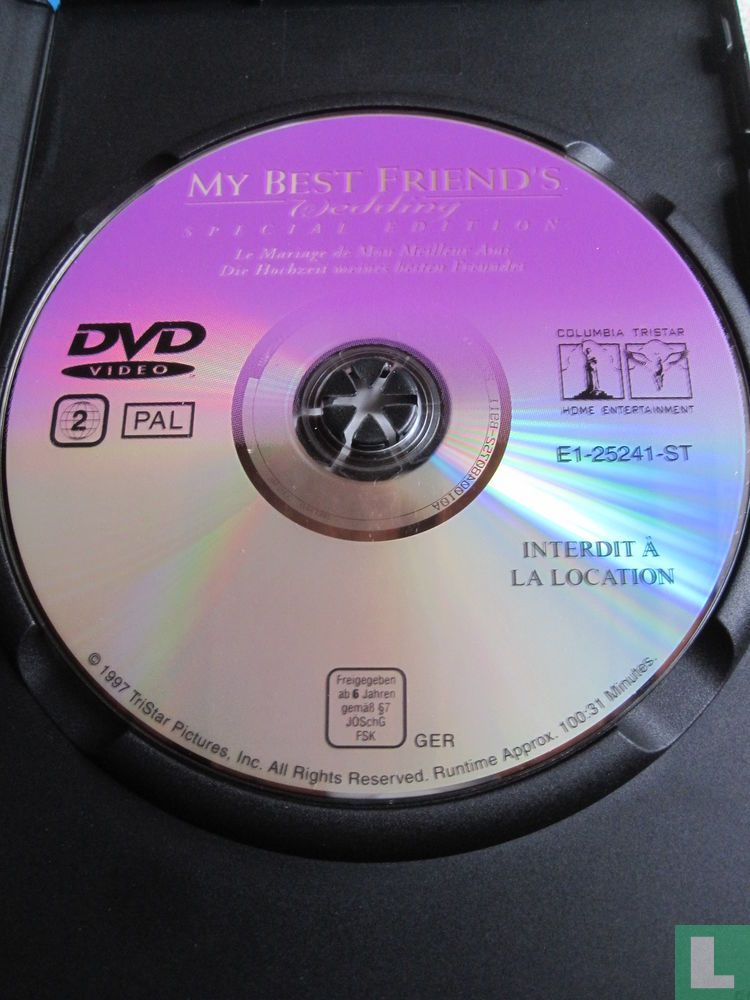 MY BEST FRIEND'S
Wedding
SPECIAL EDITION
Le Mariage de Mon Meilleur Ami
Die Hochzeit meines besten Freundes
DVD
VIDEO
2
PAL
COLUMBIA TRISTAR
HOME ENTERTAINMENT
E1-25241-ST
INTERDIT À
LA LOCATION
Freigegeben
ab 6 Jahren
gemäß §7
JÖSchG
FSK
GER
© 1997 TriStar Pictures, Inc. All Rights Reserved. Runtime Approx. 100:31 Minutes.
L